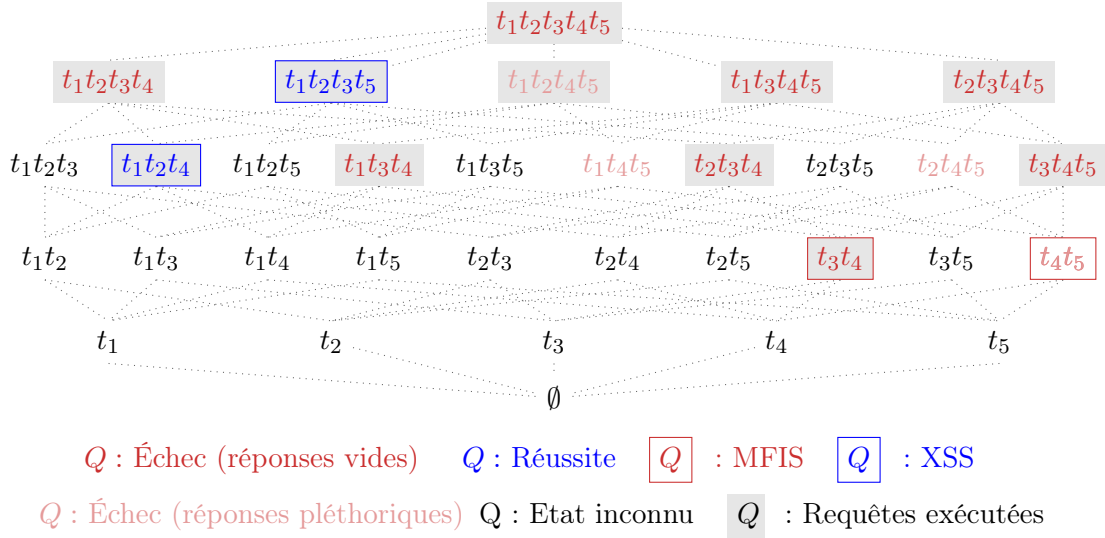 t₁t₂t₃t₄t₅
t₁t₂t₃t₄ t₁t₂t₃t₅ t₁t₂t₄t₅ t₁t₃t₄t₅ t₂t₃t₄t₅
t₁t₂t₃ t₁t₂t₄ t₁t₂t₅ t₁t₃t₄ t₁t₃t₅ t₁t₄t₅ t₂t₃t₄ t₂t₃t₅ t₂t₄t₅ t₃t₄t₅
t₁t₂ t₁t₃ t₁t₄ t₁t₅ t₂t₃ t₂t₄ t₂t₅ t₃t₄ t₃t₅ t₄t₅
t₁ t₂ t₃ t₄ t₅
∅
Q : Échec (réponses vides) Q : Réussite Q : MFIS Q : XSS
Q : Échec (réponses pléthoriques) Q : Etat inconnu Q : Requêtes exécutées